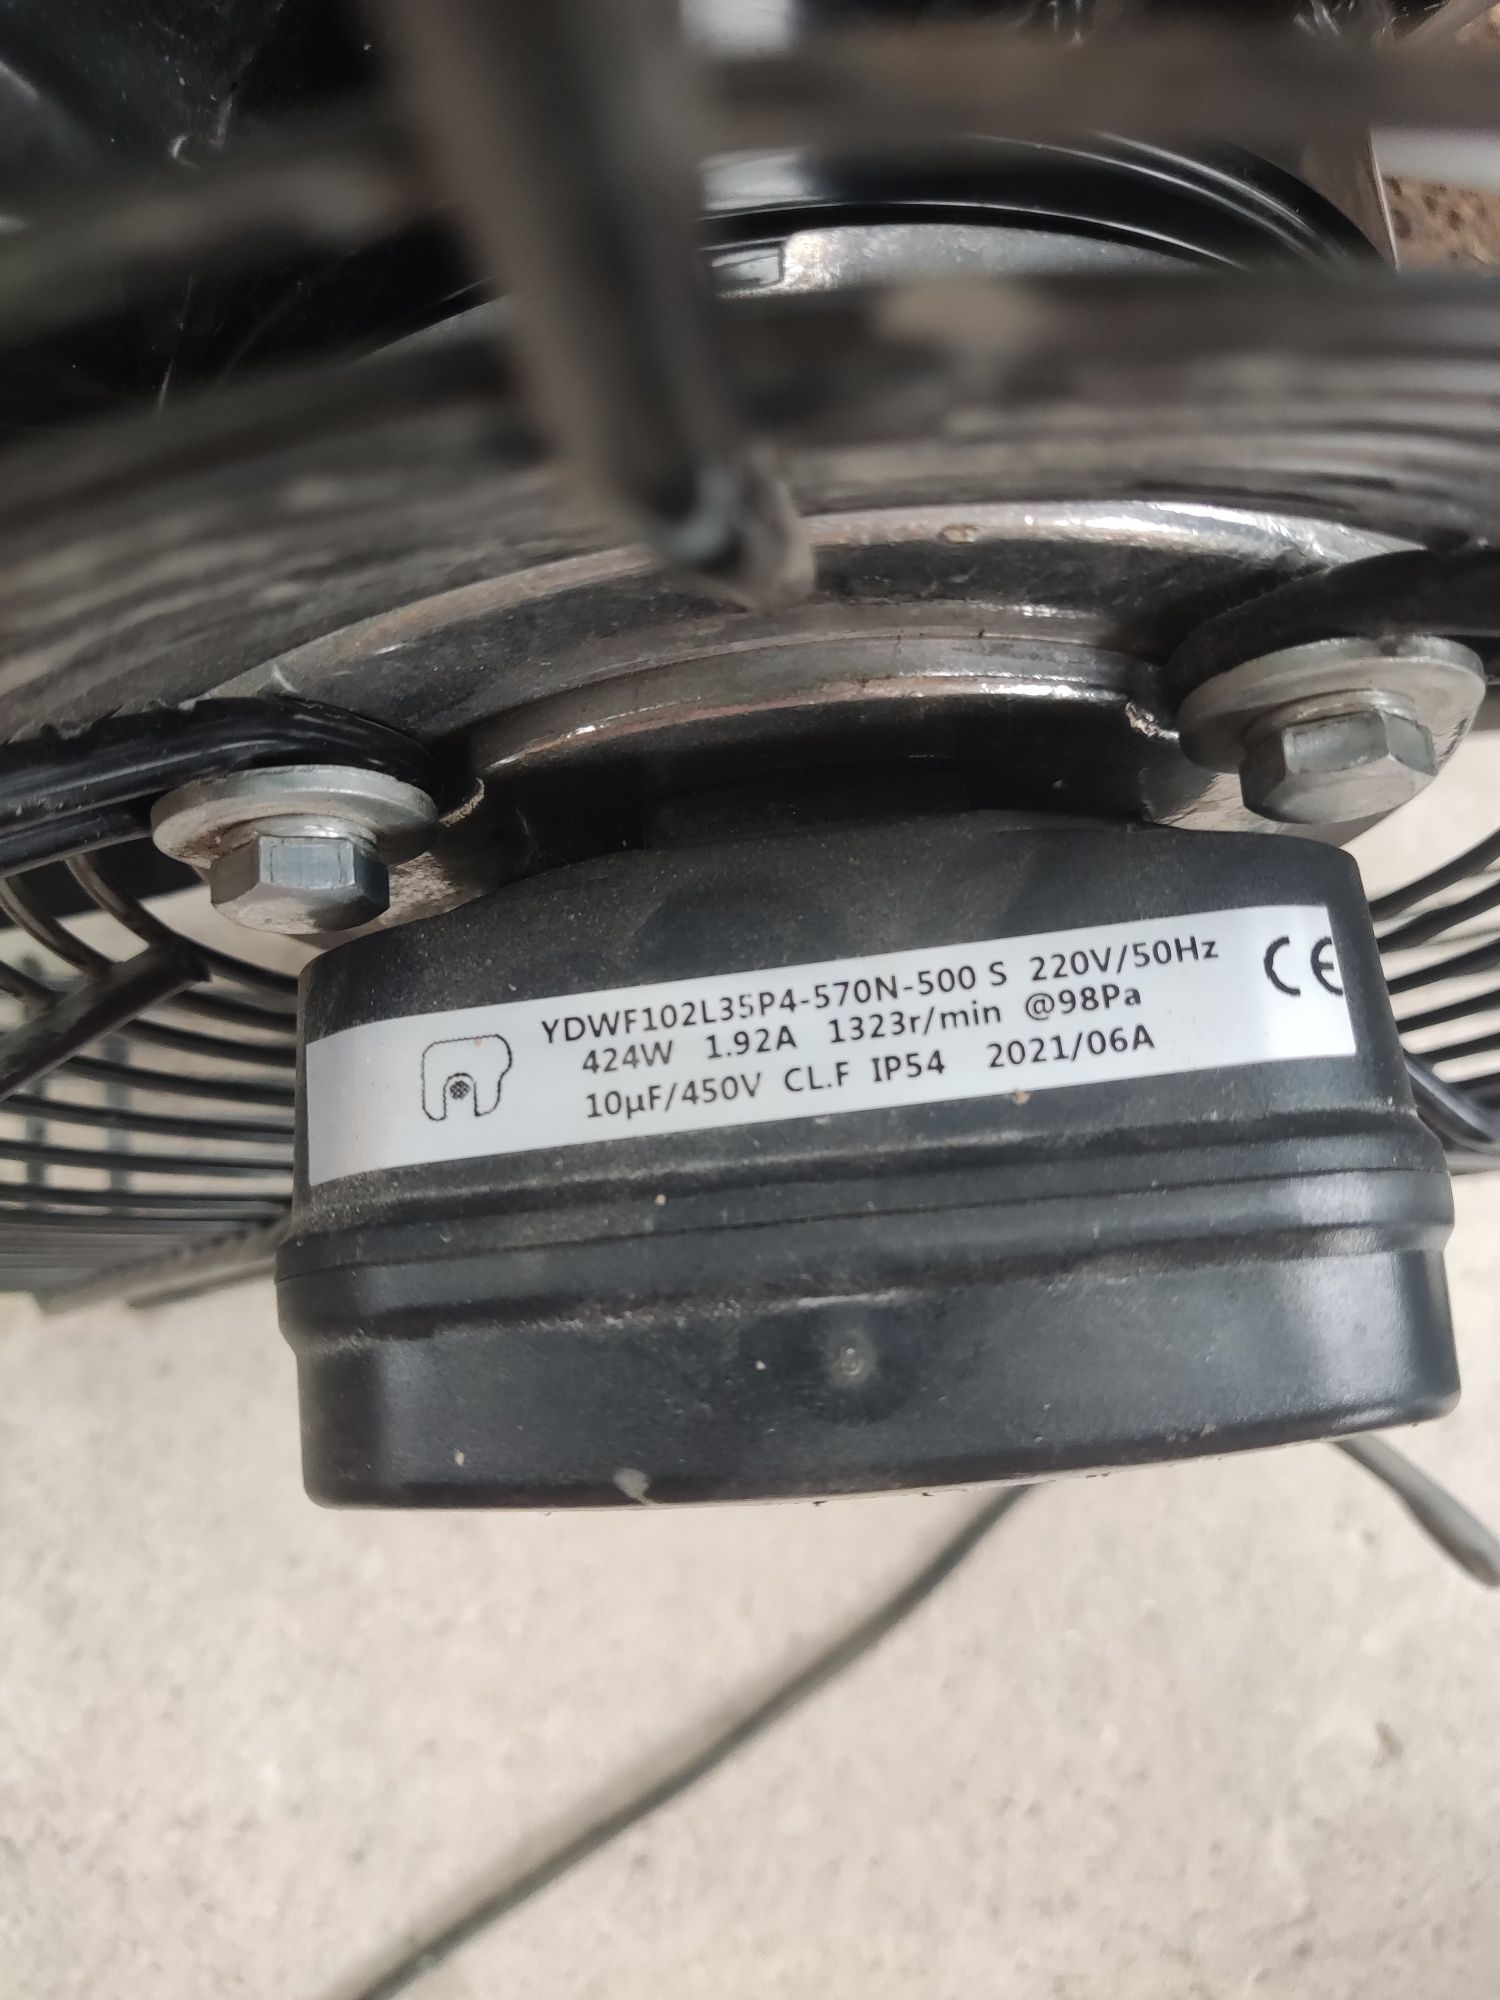 YDWF102L35P4-570N-500 S 220V/50Hz CE
424W 1.92A 1323r/min @98Pa
10μF/450V CL.F IP54 2021/06A